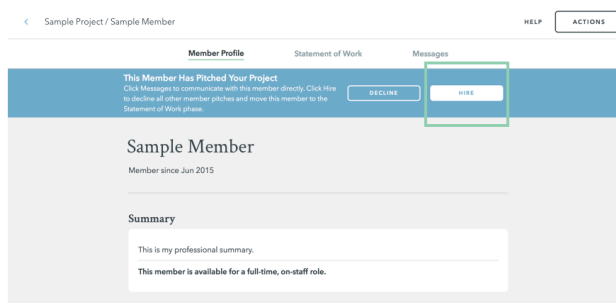 < Sample Project / Sample Member
HELP
ACTIONS
Member Profile
Statement of Work
Messages
This Member Has Pitched Your Project
Click Messages to communicate with this member directly. Click Hire
to decline all other member pitches and move this member to the
Statement of Work phase.
DECLINE
HIRE
Sample Member
Member since Jun 2015
Summary
This is my professional summary.
This member is available for a full-time, on-staff role.